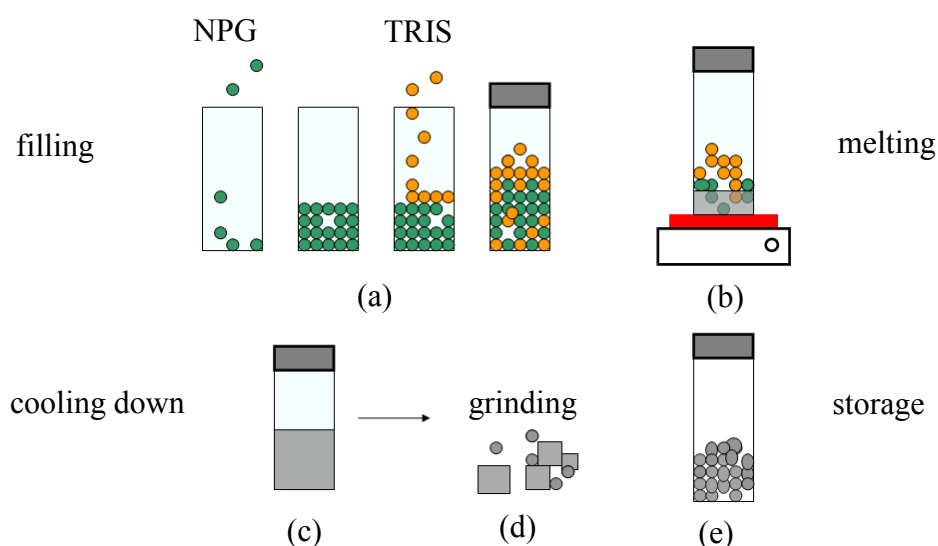 NPG
TRIS
filling
melting
(a)
(b)
cooling down
grinding
storage
(c)
(d)
(e)